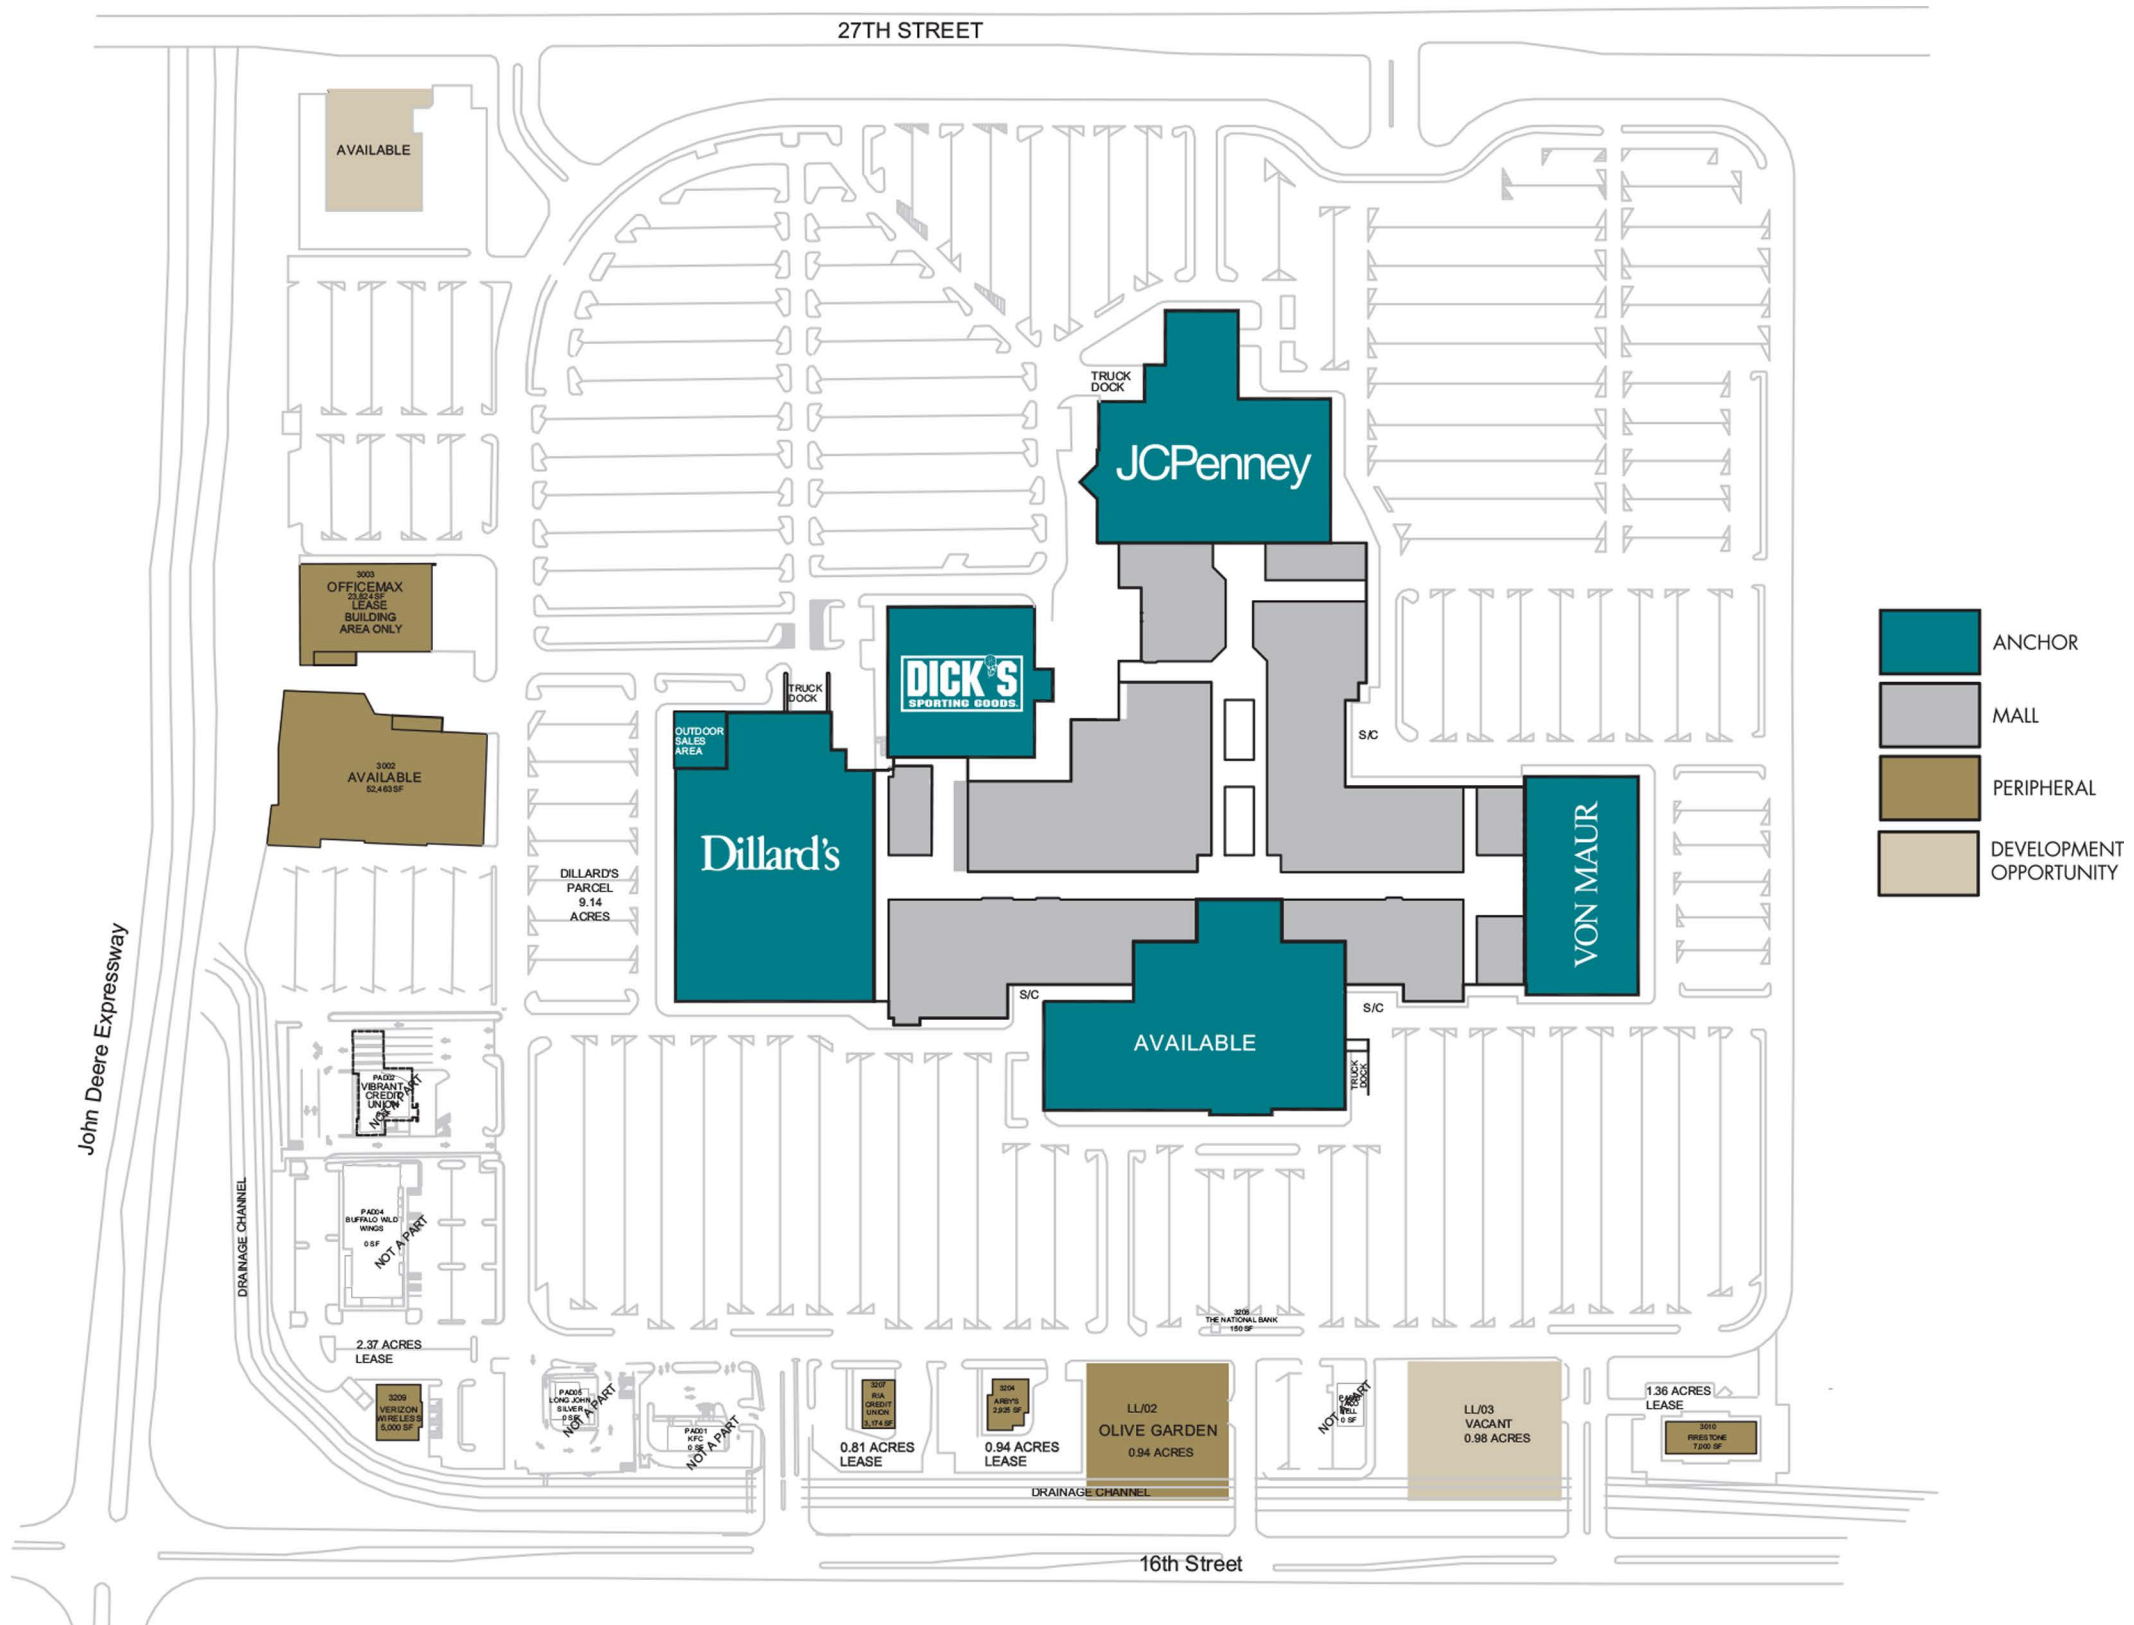 27TH STREET
AVAILABLE
TRUCK
DOCK
JCPenney
3003
OFFICEMAX
23,824 SF
LEASE
BUILDING
AREA ONLY
DICK'S
SPORTING GOODS.
TRUCK
DOCK
OUTDOOR
SALES
AREA
S/C
3002
AVAILABLE
52,463 SF
Dillard's
VON MAUR
DILLARD'S
PARCEL
9.14
ACRES
ANCHOR
MALL
PERIPHERAL
DEVELOPMENT
OPPORTUNITY
John Deere Expressway
S/C
S/C
AVAILABLE
TRUCK
DOCK
PAD02
VIBRANT
CREDIT
UNION
NOT A PART
DRAINAGE CHANNEL
PAD04
BUFFALO WILD
WINGS
0 SF
NOT A PART
3206
THE NATIONAL BANK
150 SF
2.37 ACRES
LEASE
3209
VERIZON
WIRELESS
5,000 SF
PAD05
LONG JOHN
SILVER
0 SF
NOT A PART
PAD01
KFC
0 SF
NOT A PART
3207
RIA
CREDIT
UNION
3,174 SF
0.81 ACRES
LEASE
3204
ARBY'S
2,925 SF
0.94 ACRES
LEASE
LL/02
OLIVE GARDEN
0.94 ACRES
DRAINAGE CHANNEL
NOT A PART
0 SF
LL/03
VACANT
0.98 ACRES
1.36 ACRES
LEASE
3010
FIRESTONE
7,000 SF
16th Street